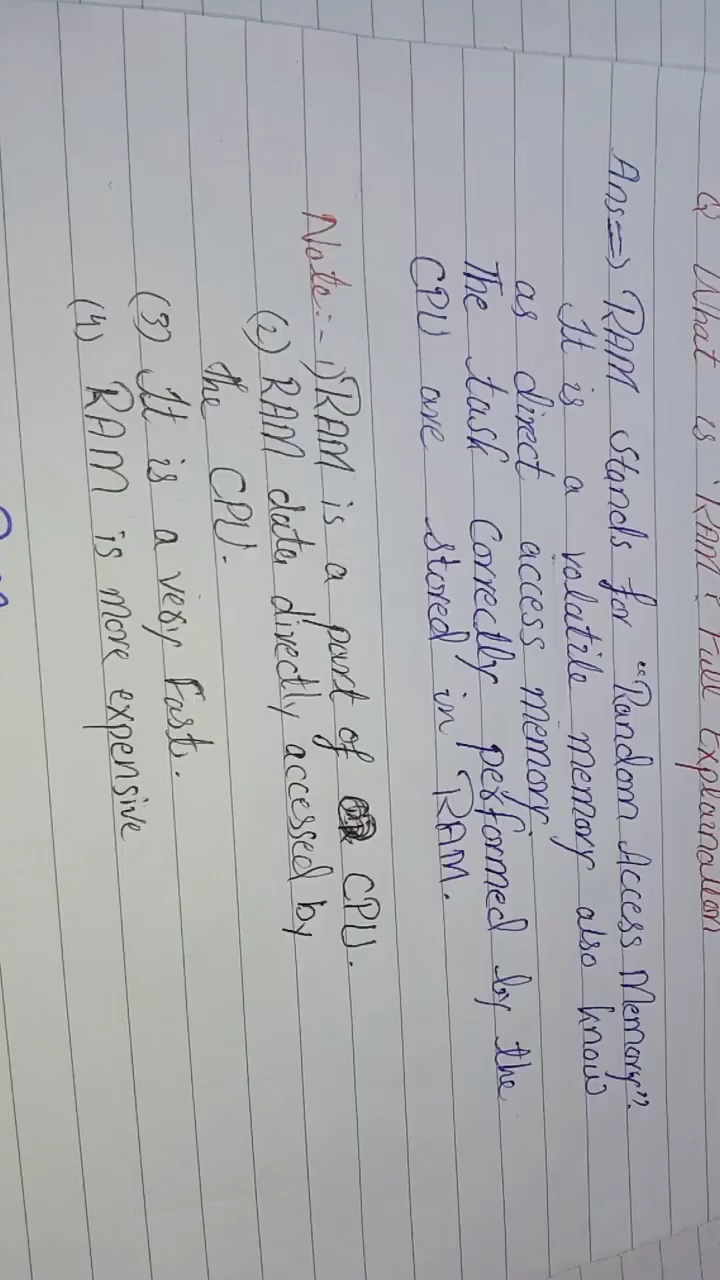 Q What is RAM? Full Explaination
Ans=> RAM stands for "Random Access Memory".
It is a volatile memory also know
as direct access memory
The task correctly performed by the
CPU are stored in RAM.
Note:- 1) RAM is a part of CPU.
(2) RAM data directly accessed by
the CPU.
(3) It is a very Fast.
(4) RAM is more expensive